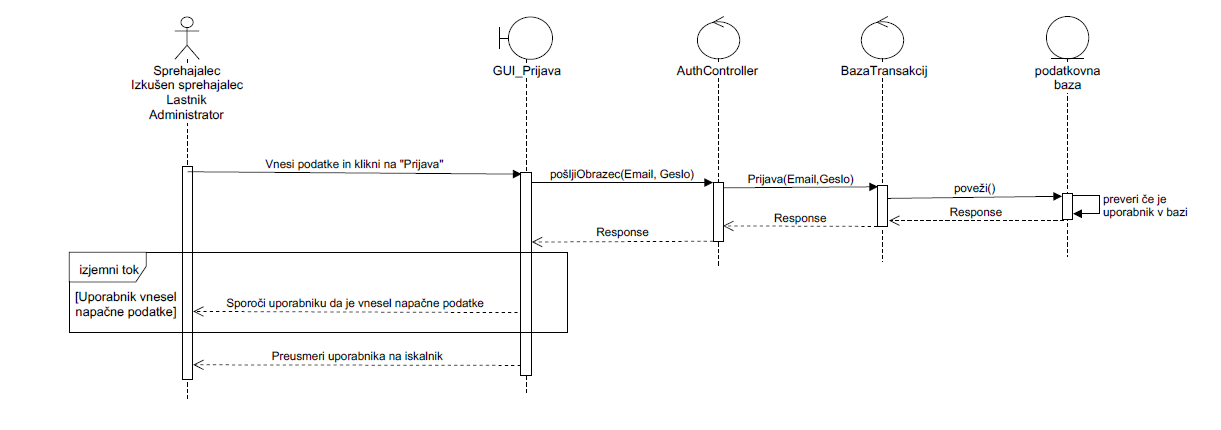 Sprehajalec
Izkušen sprehajalec
Lastnik
Administrator
GUI_Prijava
AuthController
BazaTransakcij
podatkovna
baza
Vnesi podatke in klikni na "Prijava"
pošljiObrazec(Email, Geslo)
Prijava(Email,Geslo)
poveži()
preveri če je
uporabnik v bazi
Response
Response
Response
izjemni tok
[Uporabnik vnesel
napačne podatke]
Sporoči uporabniku da je vnesel napačne podatke
Preusmeri uporabnika na iskalnik